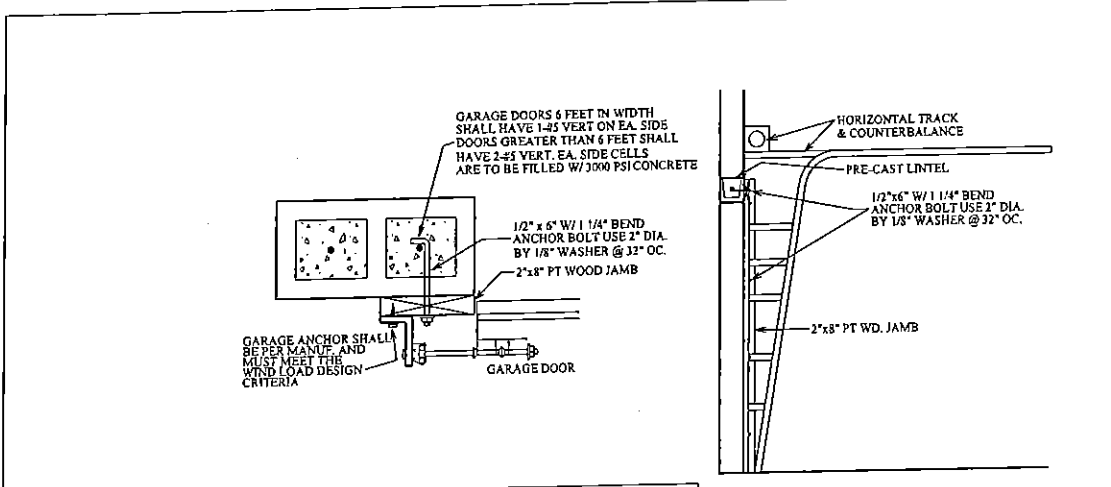 GARAGE DOORS 6 FEET IN WIDTH
SHALL HAVE 1-#5 VERT ON EA. SIDE
DOORS GREATER THAN 6 FEET SHALL
HAVE 2-#5 VERT. EA. SIDE CELLS
ARE TO BE FILLED W/ 3000 PSI CONCRETE
1/2" x 6" W/ 1 1/4" BEND
ANCHOR BOLT USE 2" DIA.
BY 1/8" WASHER @ 32" OC.
2"x8" PT WOOD JAMB
GARAGE ANCHOR SHALL
BE PER MANUF. AND
MUST MEET THE
WIND LOAD DESIGN
CRITERIA
GARAGE DOOR
HORIZONTAL TRACK
& COUNTERBALANCE
PRE-CAST LINTEL
1/2"x6" W/ 1 1/4" BEND
ANCHOR BOLT USE 2" DIA.
BY 1/8" WASHER @ 32" OC.
2"x8" PT WD. JAMB